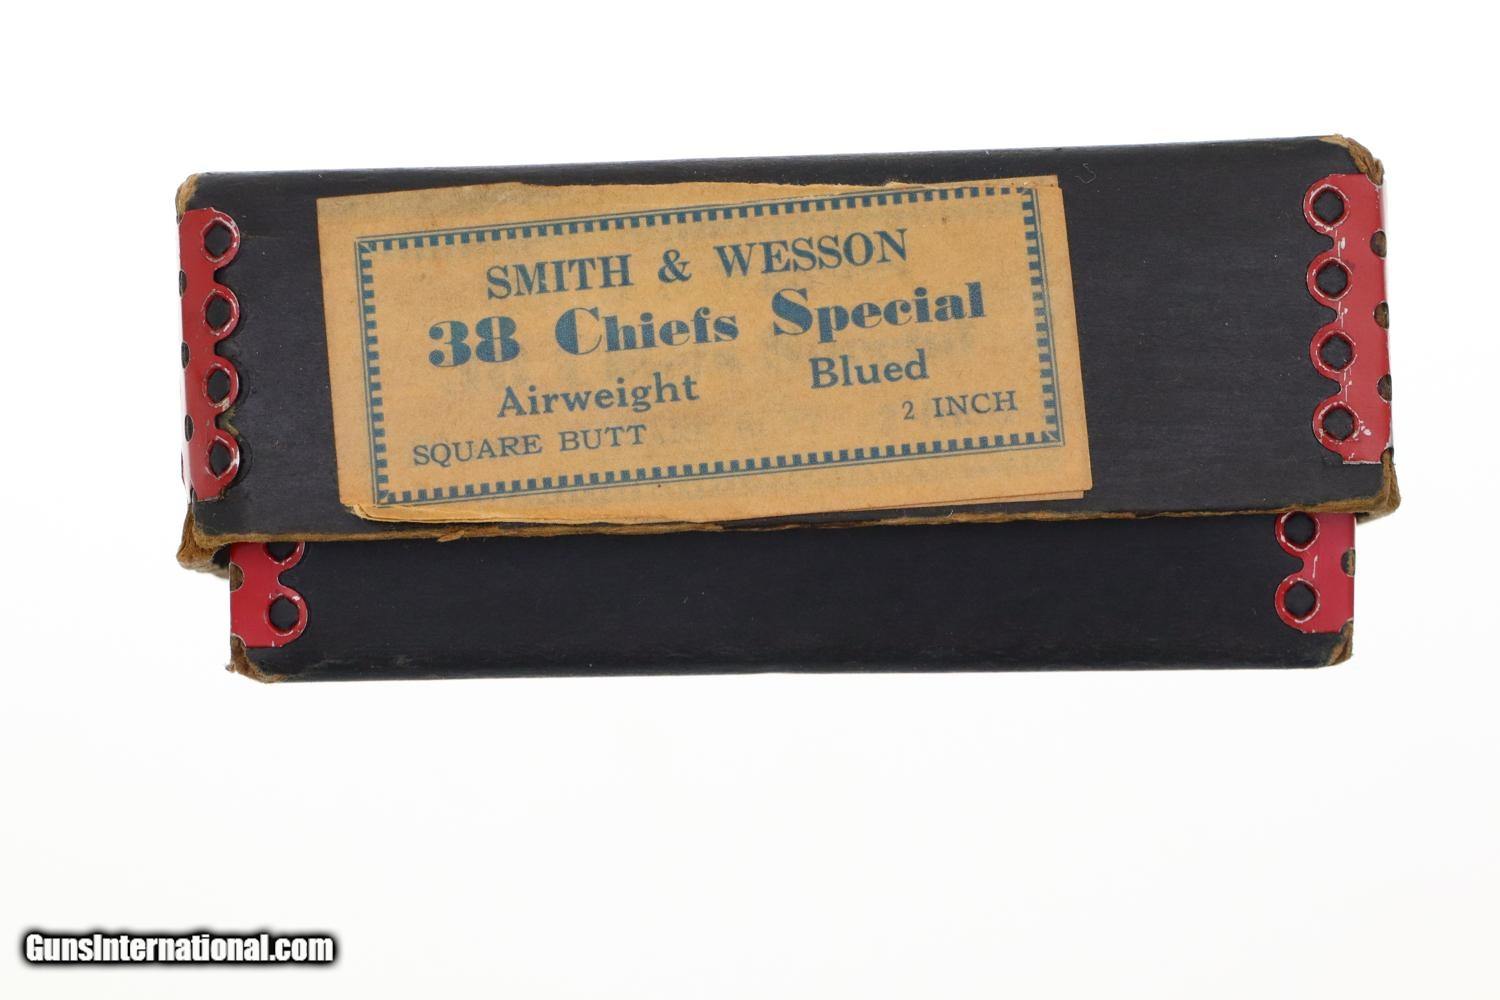 SMITH & WESSON
38 Chiefs Special
Airweight Blued
SQUARE BUTT 2 INCH
GunsInternational.com